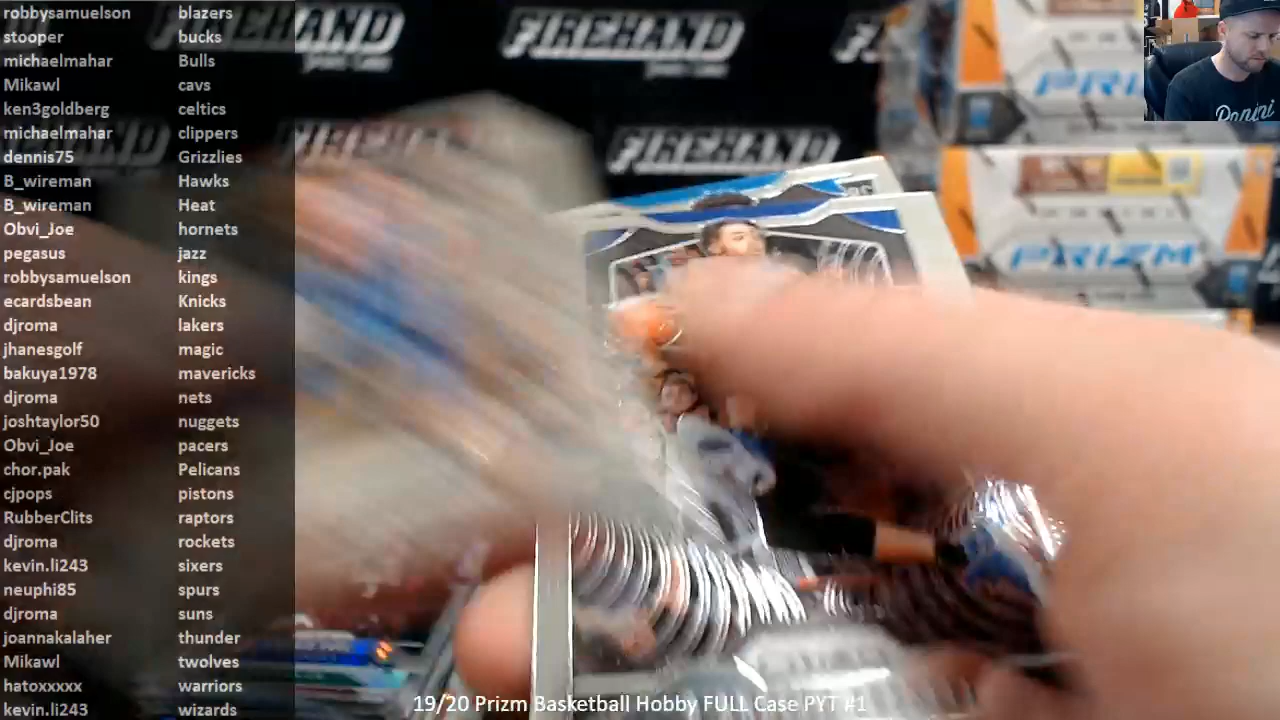 robbysamuelson blazers
stooper bucks
michaelmahar Bulls
Mikawl cavs
ken3goldberg celtics
michaelmahar clippers
dennis75 Grizzlies
B_wireman Hawks
B_wireman Heat
Obvi_Joe hornets
pegasus jazz
robbysamuelson kings
ecardsbean Knicks
djroma lakers
jhanesgolf magic
bakuya1978 mavericks
djroma nets
joshtaylor50 nuggets
Obvi_Joe pacers
chor.pak Pelicans
cjpops pistons
RubberClits raptors
djroma rockets
kevin.li243 sixers
neuphi85 spurs
djroma suns
joannakalaher thunder
Mikawl twolves
hatoxxxxx warriors
kevin.li243 wizards
FIREHAND
FIREHAND
PRIZM
Panini
19/20 Prizm Basketball Hobby FULL Case PYT #1